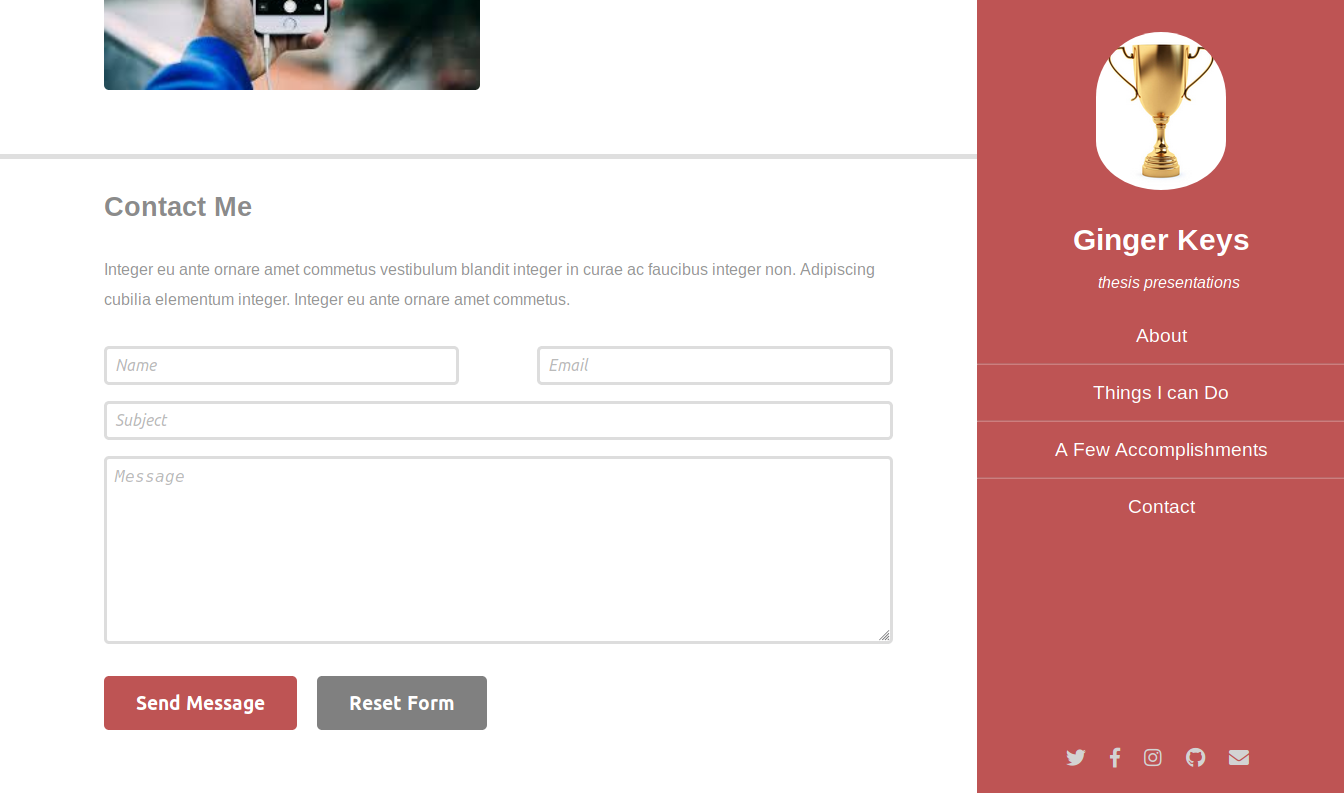 Contact Me
Integer eu ante ornare amet commetus vestibulum blandit integer in curae ac faucibus integer non. Adipiscing
cubilia elementum integer. Integer eu ante ornare amet commetus.
Name
Email
Subject
Message
Send Message
Reset Form
Ginger Keys
thesis presentations
About
Things I can Do
A Few Accomplishments
Contact